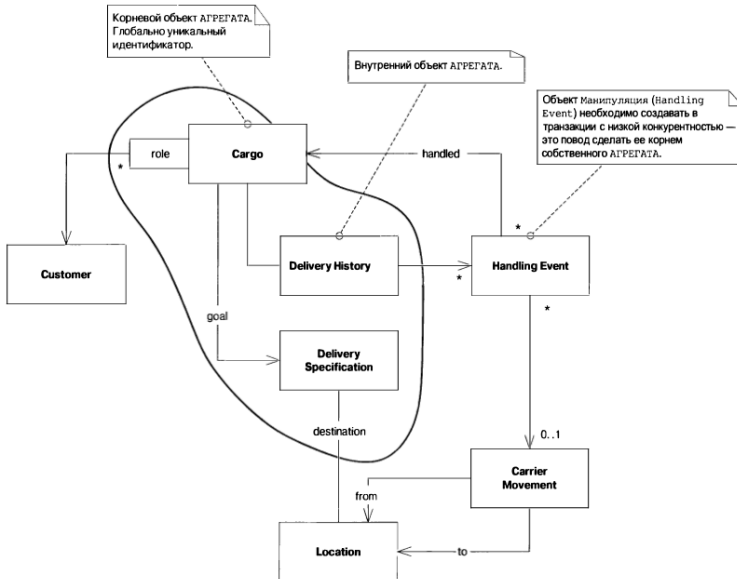 Корневой объект АГРЕГАТА.
Глобально уникальный
идентификатор.
Внутренний объект АГРЕГАТА.
Объект Манипуляция (Handling
Event) необходимо создавать в
транзакции с низкой конкурентностью —
это повод сделать ее корнем
собственного АГРЕГАТА.
role
*
Cargo
handled
Customer
Delivery History
*
*
Handling Event
*
goal
Delivery
Specification
destination
0..1
Carrier
Movement
from
Location
to